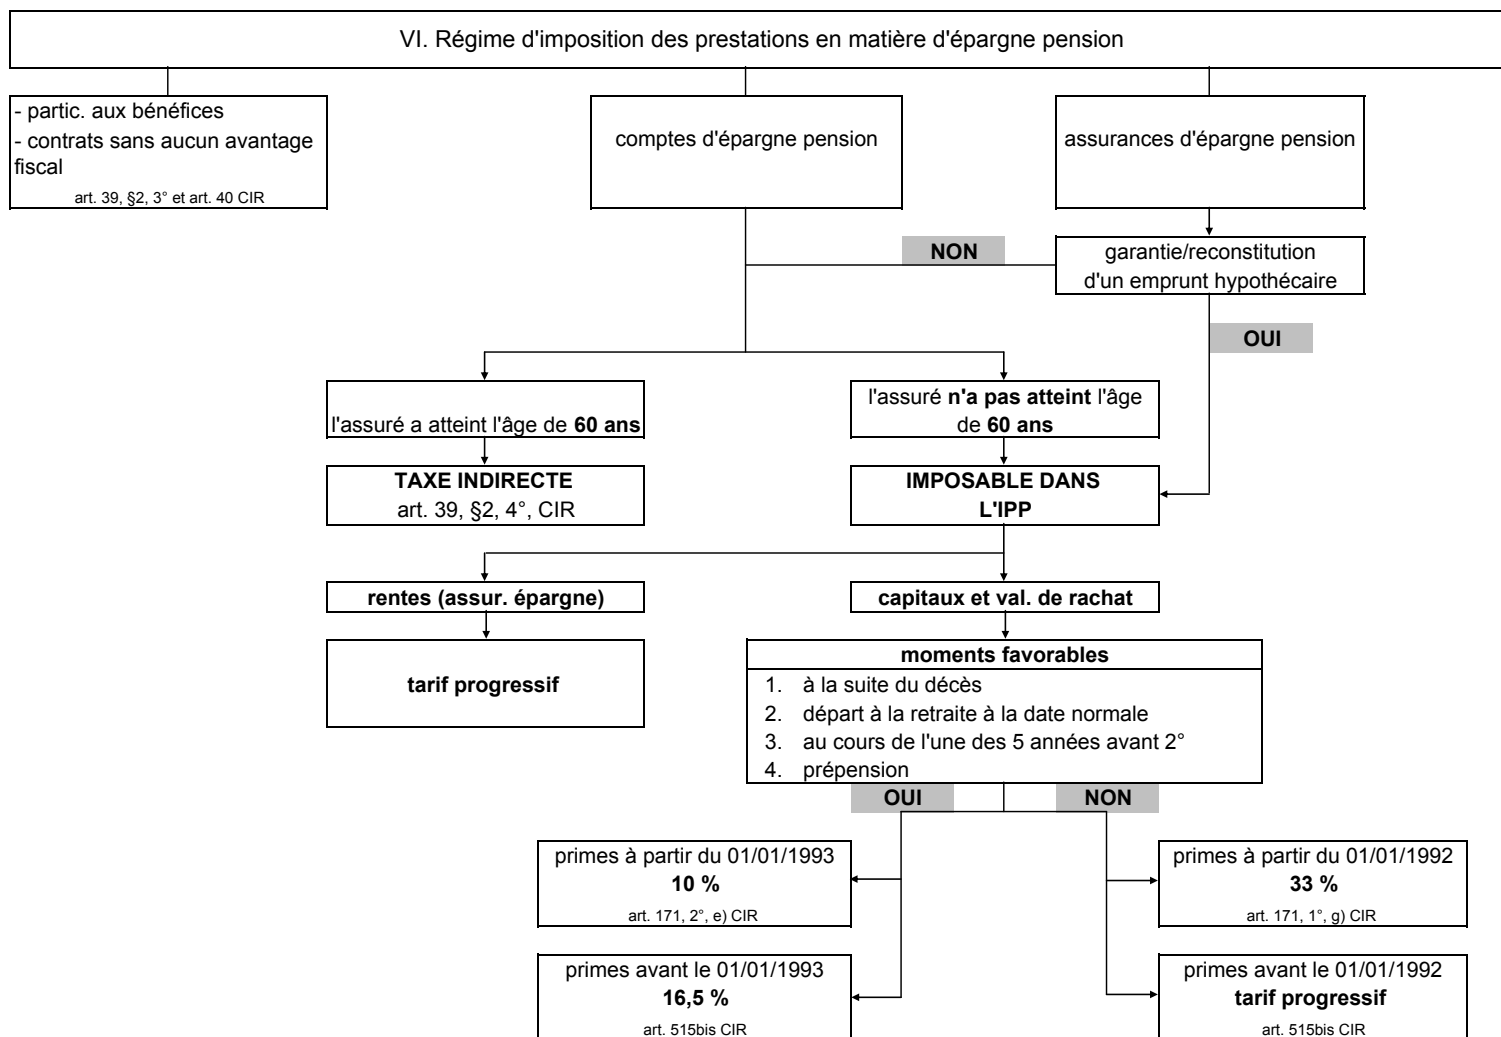 VI. Régime d'imposition des prestations en matière d'épargne pension
- partic. aux bénéfices
- contrats sans aucun avantage
fiscal
art. 39, §2, 3° et art. 40 CIR
comptes d'épargne pension
assurances d'épargne pension
NON
garantie/reconstitution
d'un emprunt hypothécaire
OUI
l'assuré a atteint l'âge de 60 ans
l'assuré n'a pas atteint l'âge
de 60 ans
TAXE INDIRECTE
art. 39, §2, 4°, CIR
IMPOSABLE DANS
L'IPP
rentes (assur. épargne)
capitaux et val. de rachat
tarif progressif
moments favorables
1. à la suite du décès
2. départ à la retraite à la date normale
3. au cours de l'une des 5 années avant 2°
4. prépension
OUI
NON
primes à partir du 01/01/1993
10 %
art. 171, 2°, e) CIR
primes à partir du 01/01/1992
33 %
art. 171, 1°, g) CIR
primes avant le 01/01/1993
16,5 %
art. 515bis CIR
primes avant le 01/01/1992
tarif progressif
art. 515bis CIR